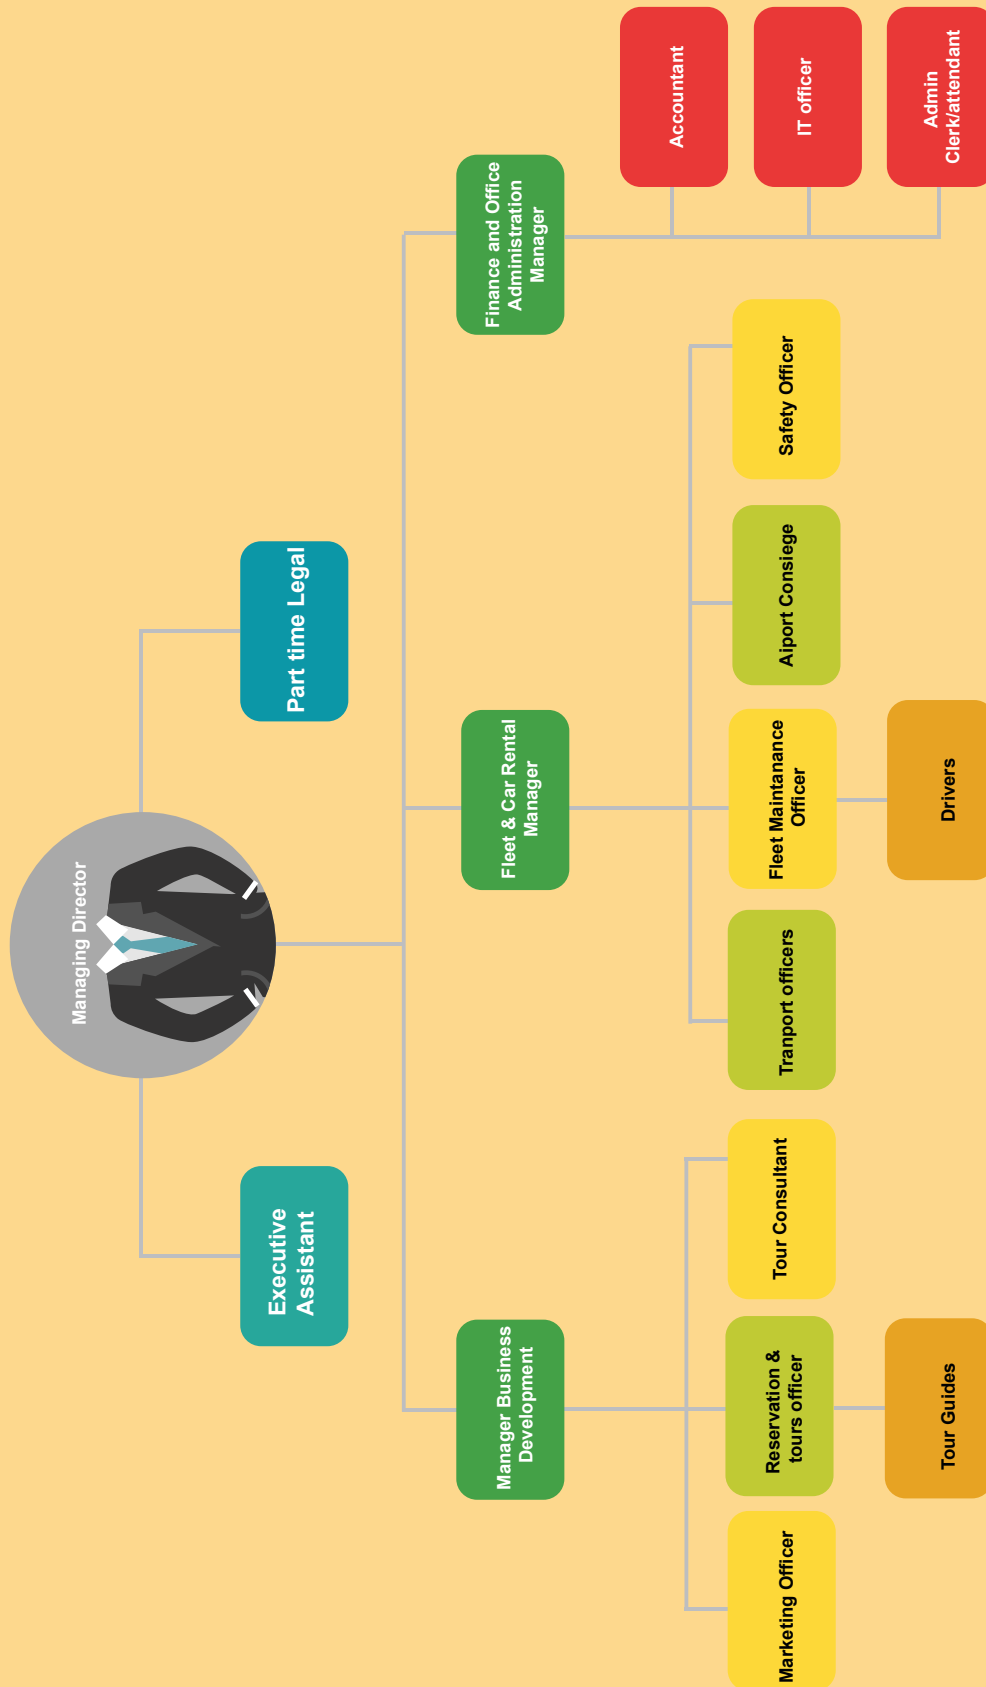 Managing Director
Executive
Assistant
Part time Legal
Manager Business
Development
Fleet & Car Rental
Manager
Finance and Office
Administration
Manager
Marketing Officer
Reservation &
tours officer
Tour Consultant
Tranport officers
Fleet Maintanance
Officer
Aiport Consiege
Safety Officer
Accountant
IT officer
Admin
Clerk/attendant
Tour Guides
Drivers